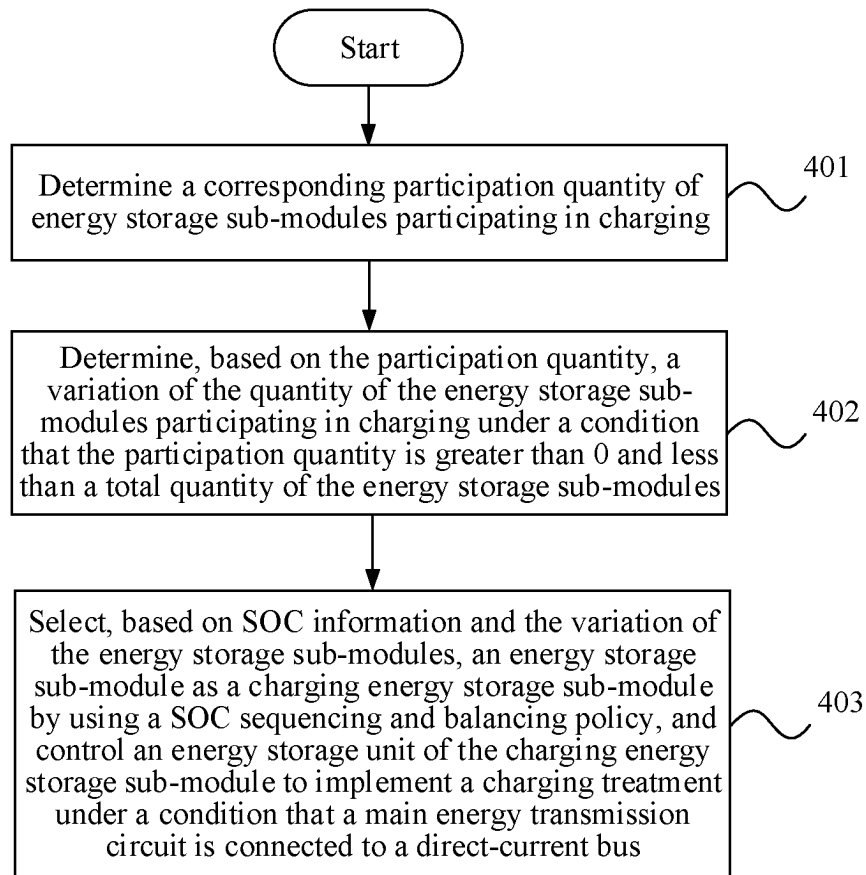 Start
Determine a corresponding participation quantity of
energy storage sub-modules participating in charging
401
Determine, based on the participation quantity, a
variation of the quantity of the energy storage sub-
modules participating in charging under a condition
that the participation quantity is greater than 0 and less
than a total quantity of the energy storage sub-modules
402
Select, based on SOC information and the variation of
the energy storage sub-modules, an energy storage
sub-module as a charging energy storage sub-module
by using a SOC sequencing and balancing policy, and
control an energy storage unit of the charging energy
storage sub-module to implement a charging treatment
under a condition that a main energy transmission
circuit is connected to a direct-current bus
403